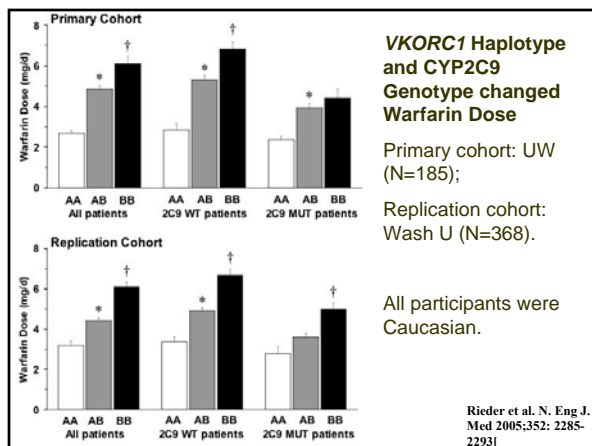 Primary Cohort
Warfarin Dose (mg/d)
8
6
4
2
0
* †
* †
*
AA AB BB AA AB BB AA AB BB
All patients 2C9 WT patients 2C9 MUT patients
Replication Cohort
Warfarin Dose (mg/d)
8
6
4
2
0
* †
* †
†
AA AB BB AA AB BB AA AB BB
All patients 2C9 WT patients 2C9 MUT patients
VKORC1 Haplotype
and CYP2C9
Genotype changed
Warfarin Dose
Primary cohort: UW
(N=185);
Replication cohort:
Wash U (N=368).
All participants were
Caucasian.
Rieder et al. N. Eng J.
Med 2005;352: 2285-
2293[